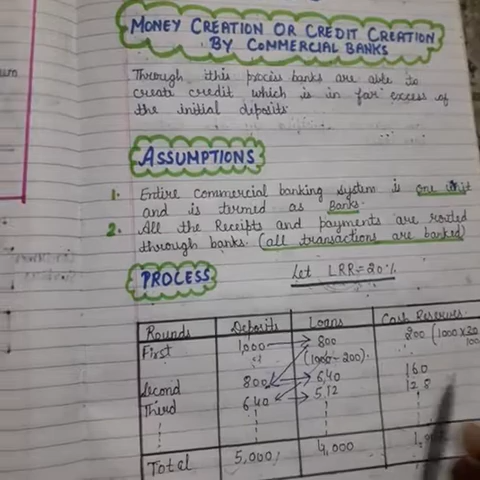 MONEY CREATION OR CREDIT CREATION
BY COMMERCIAL BANKS
Through this process banks are able to
create credit which is in far excess of
the initial deposits.
ASSUMPTIONS
1. Entire commercial banking system is one unit
and is termed as Banks.
2. All the Receipts and payments are routed
through banks. (all transactions are banked)
PROCESS Let LRR=20%
Rounds Deposits Loans Cash Reserves
First 1,000 800 200 (1000×20
100
(1000-200).
Second 800 6,40 160
Third 640 5,12 128
Total 5,000/ 4,000